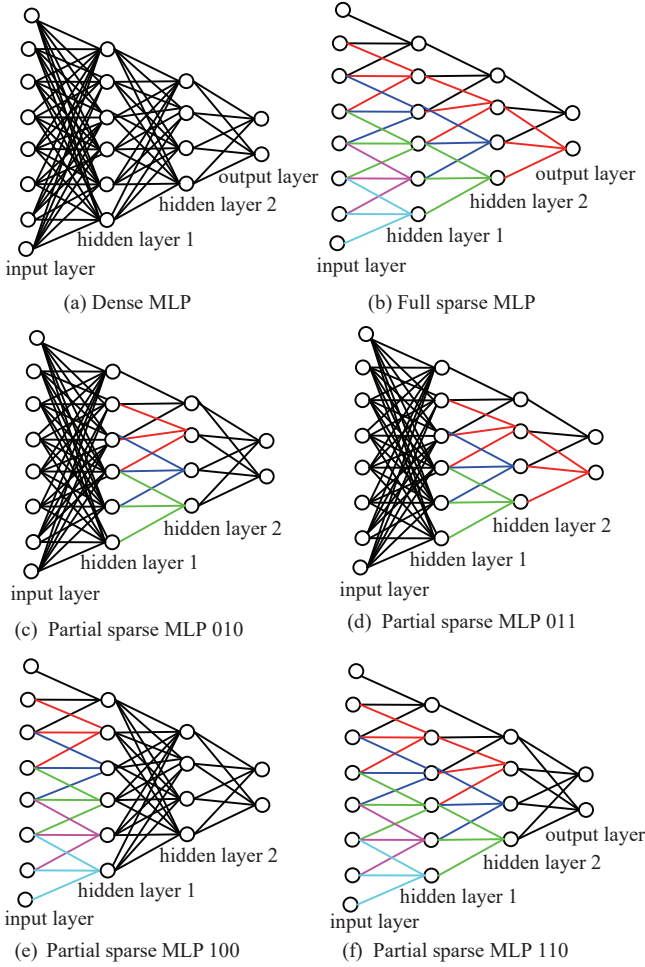 output layer
hidden layer 2
hidden layer 1
input layer
(a) Dense MLP
output layer
hidden layer 2
hidden layer 1
input layer
(b) Full sparse MLP
hidden layer 2
hidden layer 1
input layer
(c) Partial sparse MLP 010
hidden layer 2
hidden layer 1
input layer
(d) Partial sparse MLP 011
hidden layer 2
hidden layer 1
input layer
(e) Partial sparse MLP 100
output layer
hidden layer 2
hidden layer 1
input layer
(f) Partial sparse MLP 110